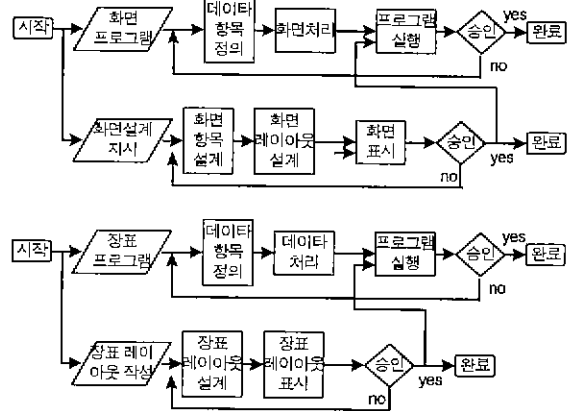 시작
화면
프로그램
데이타
항목
정의
화면처리
프로그램
실행
승인
yes
no
완료
화면설계
지시
화면
항목
설계
화면
레이아웃
설계
화면
표시
승인
yes
no
완료
시작
장표
프로그램
데이타
항목
정의
데이타
처리
프로그램
실행
승인
yes
no
완료
장표 레이
아웃 작성
장표
레이아웃
설계
장표
레이아웃
표시
승인
yes
no
완료